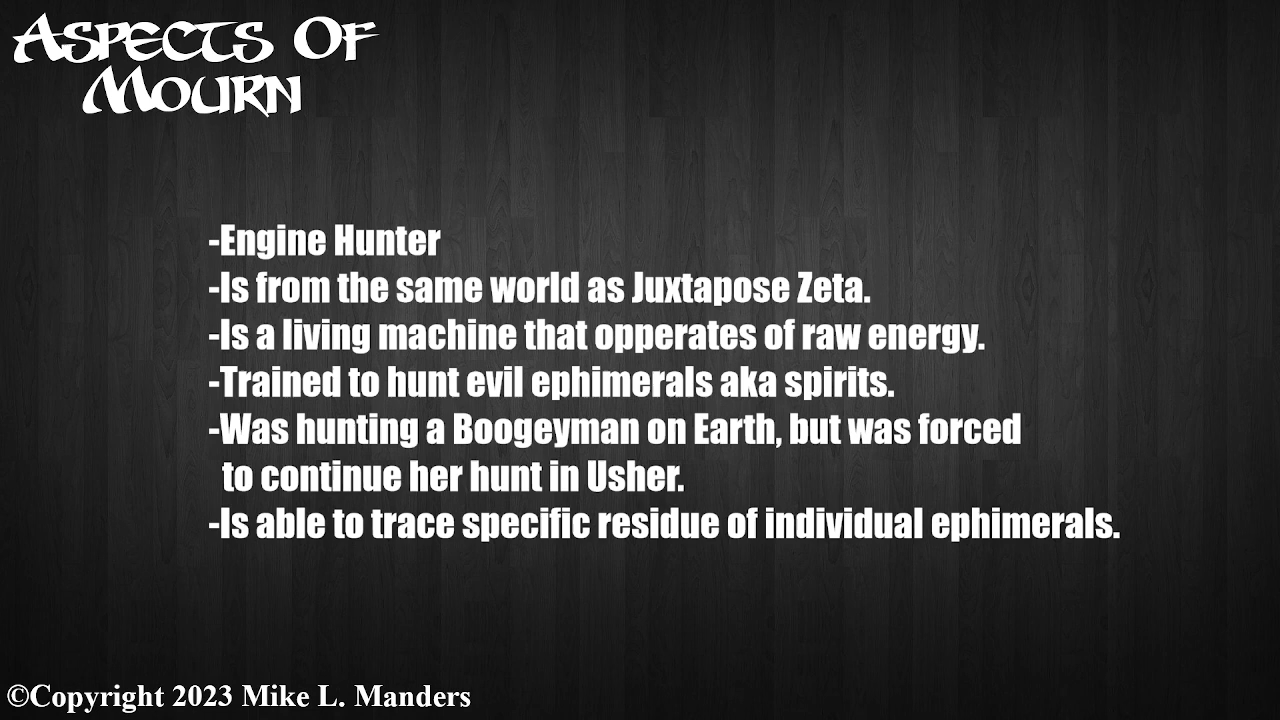 Aspects Of
Mourn
-Engine Hunter
-Is from the same world as Juxtapose Zeta.
-Is a living machine that opperates of raw energy.
-Trained to hunt evil ephimerals aka spirits.
-Was hunting a Boogeyman on Earth, but was forced
to continue her hunt in Usher.
-Is able to trace specific residue of individual ephimerals.
©Copyright 2023 Mike L. Manders